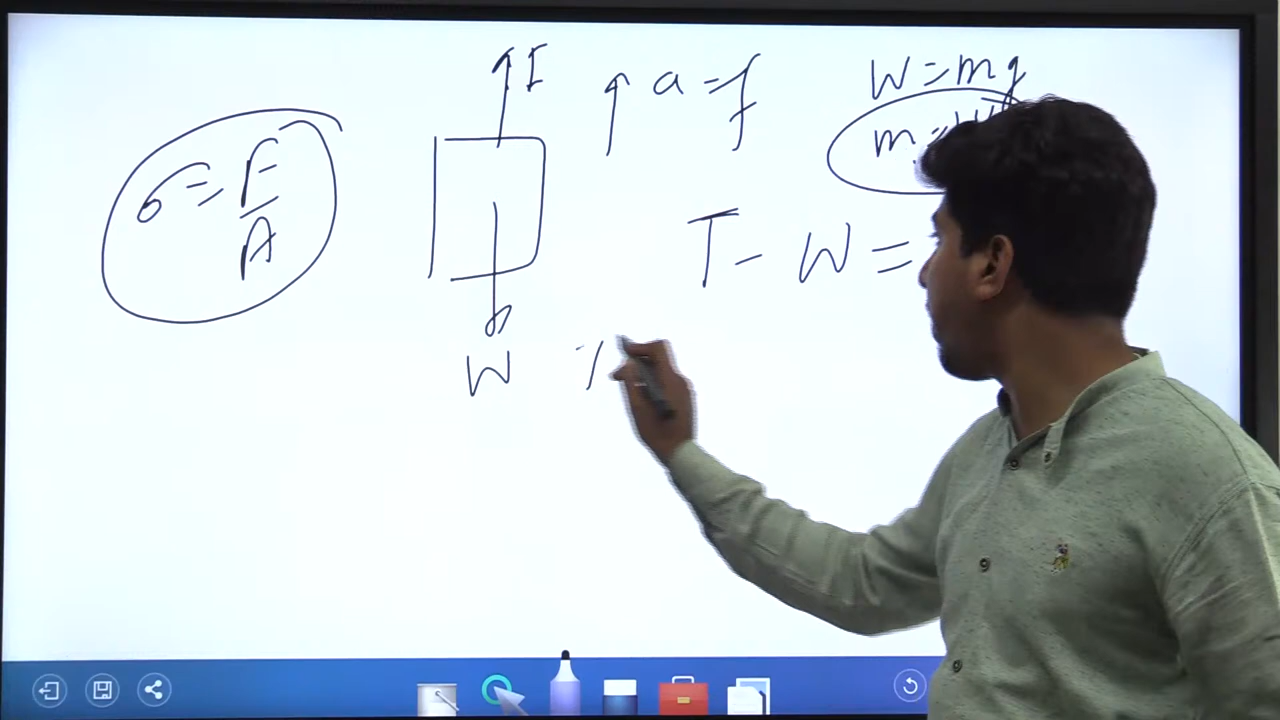 σ = F/A
T
a = f
W = mg
m =
T - W =
W